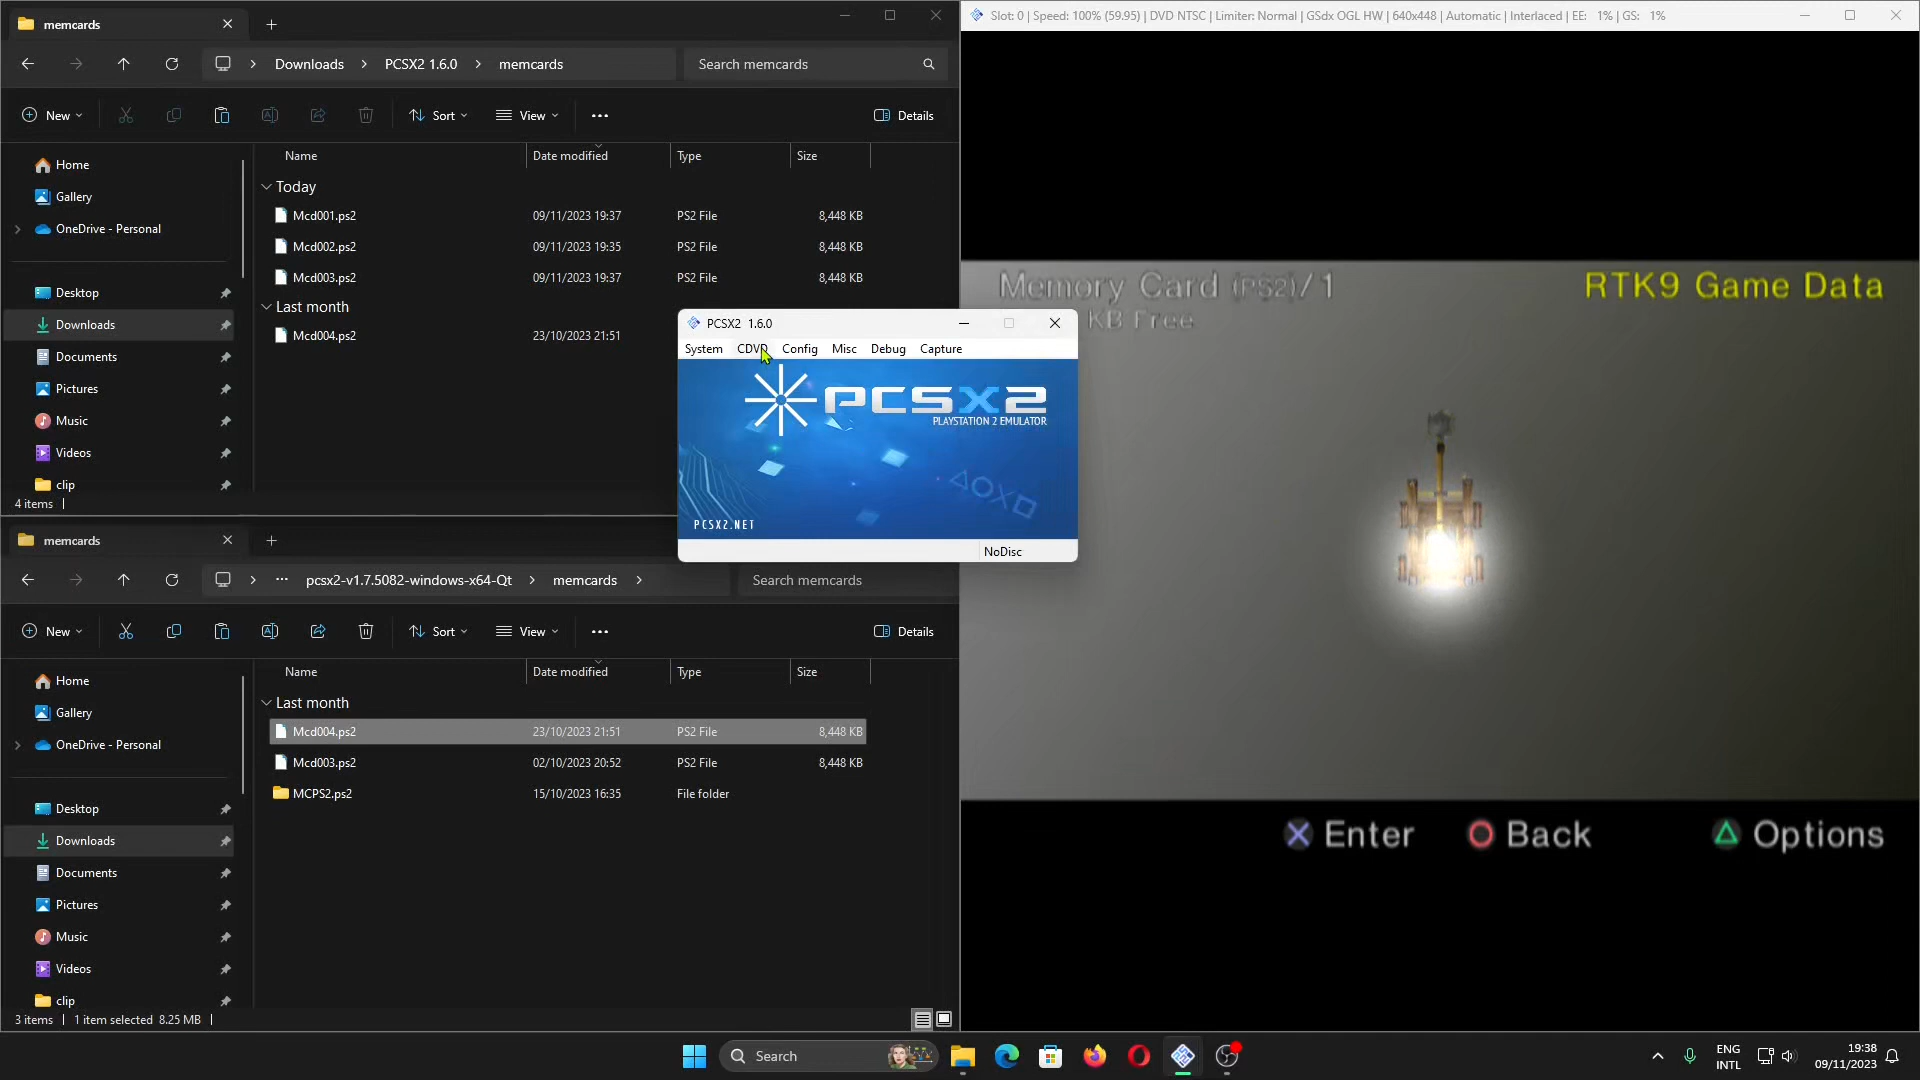 memcards
Downloads > PCSX2 1.6.0 > memcards
Search memcards
New
Sort
View
Details
Home
Gallery
OneDrive - Personal
Desktop
Downloads
Documents
Pictures
Music
Videos
clip
Name
Date modified
Type
Size
Today
Mcd001.ps2 09/11/2023 19:37 PS2 File 8,448 KB
Mcd002.ps2 09/11/2023 19:35 PS2 File 8,448 KB
Mcd003.ps2 09/11/2023 19:37 PS2 File 8,448 KB
Last month
Mcd004.ps2 23/10/2023 21:51
4 items
memcards
pcsx2-v1.7.5082-windows-x64-Qt > memcards >
Search memcards
New
Sort
View
Details
Home
Gallery
OneDrive - Personal
Desktop
Downloads
Documents
Pictures
Music
Videos
clip
Name
Date modified
Type
Size
Last month
Mcd004.ps2 23/10/2023 21:51 PS2 File 8,448 KB
Mcd003.ps2 02/10/2023 20:52 PS2 File 8,448 KB
MCPS2.ps2 15/10/2023 16:35 File folder
3 items
1 item selected 8.25 MB
PCSX2 1.6.0
System CDVD Config Misc Debug Capture
PCSX2
PLAYSTATION 2 EMULATOR
PCSX2.NET
NoDisc
Slot: 0 | Speed: 100% (59.95) | DVD NTSC | Limiter: Normal | GSdx OGL HW | 640x448 | Automatic | Interlaced | EE: 1% | GS: 1%
Memory Card (PS2)/1
KB Free
RTK9 Game Data
Enter
Back
Options
Search
ENG
INTL
19:38
09/11/2023